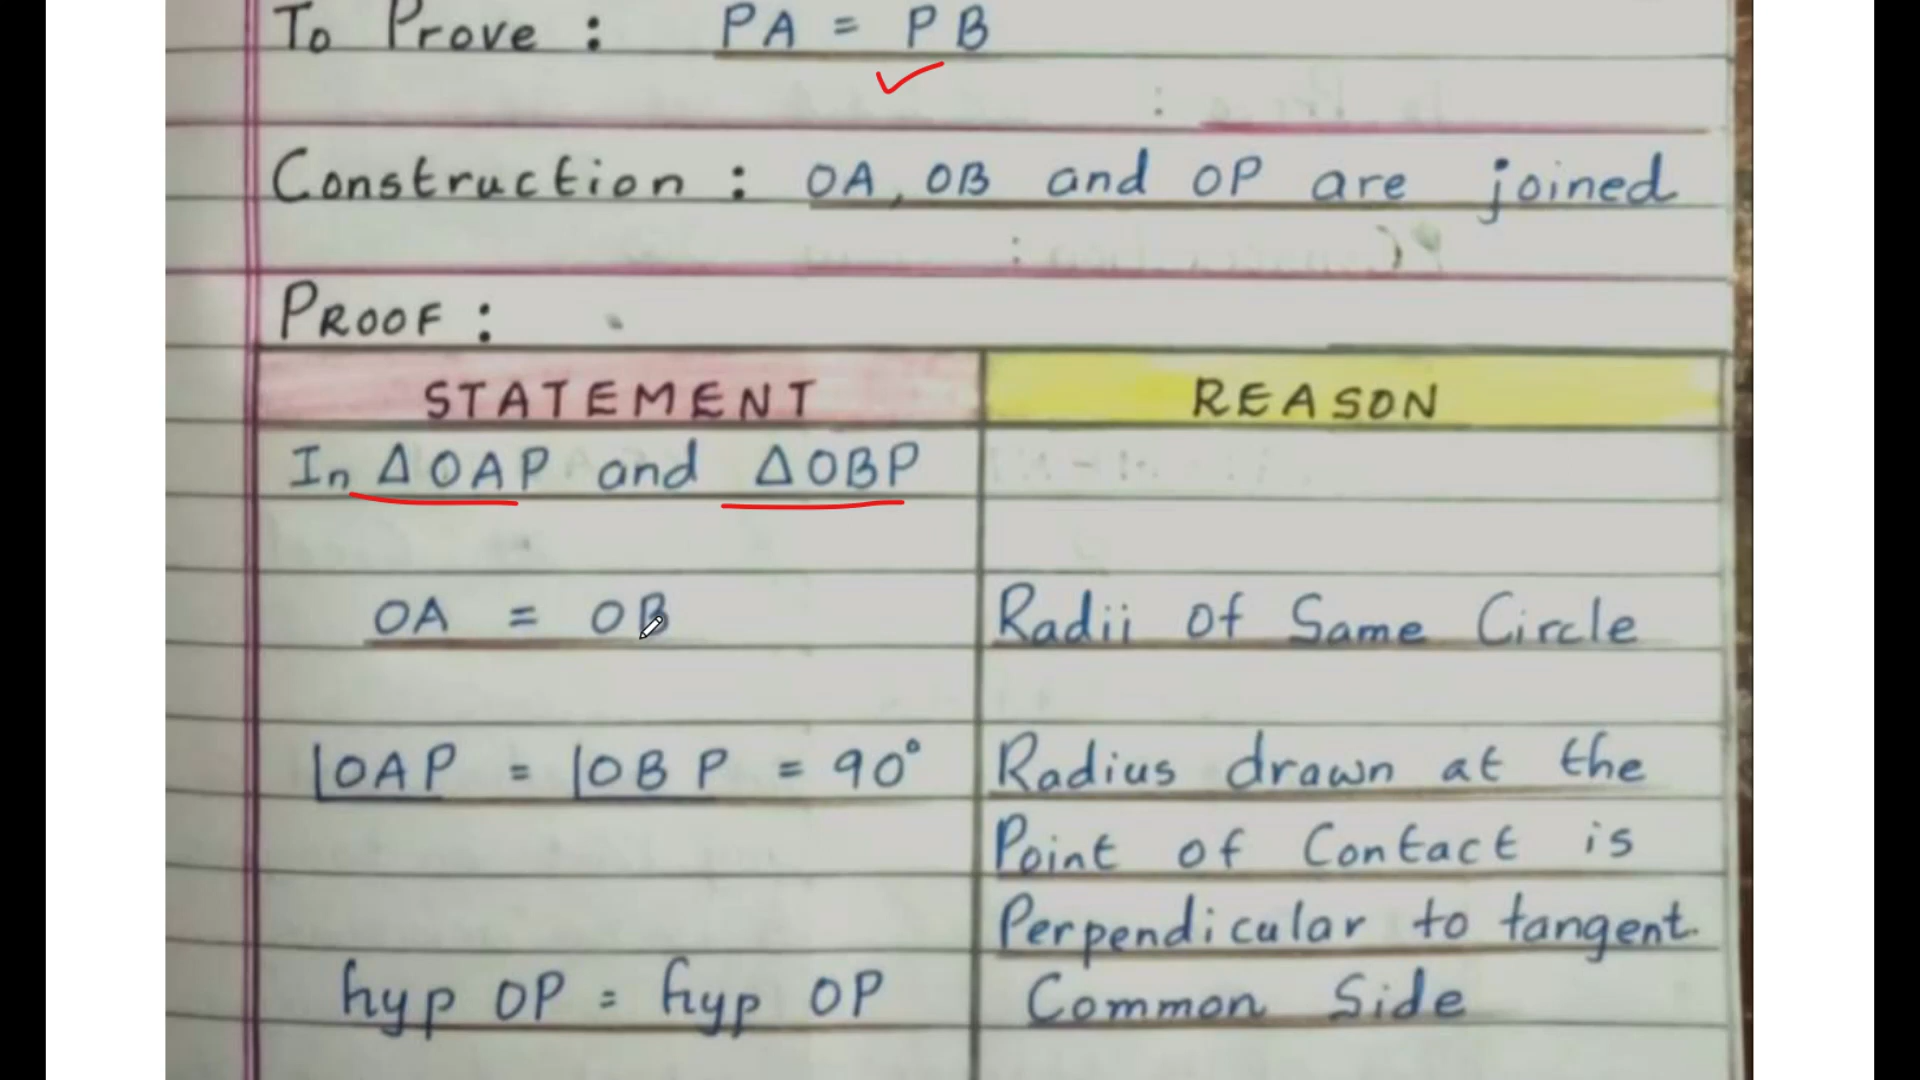 To Prove : PA = PB
Construction : OA, OB and OP are joined
PROOF :
STATEMENT REASON
In ΔOAP and ΔOBP
OA = OB Radii of Same Circle
∠OAP = ∠OBP = 90° Radius drawn at the
Point of Contact is
Perpendicular to tangent.
hyp OP = hyp OP Common Side